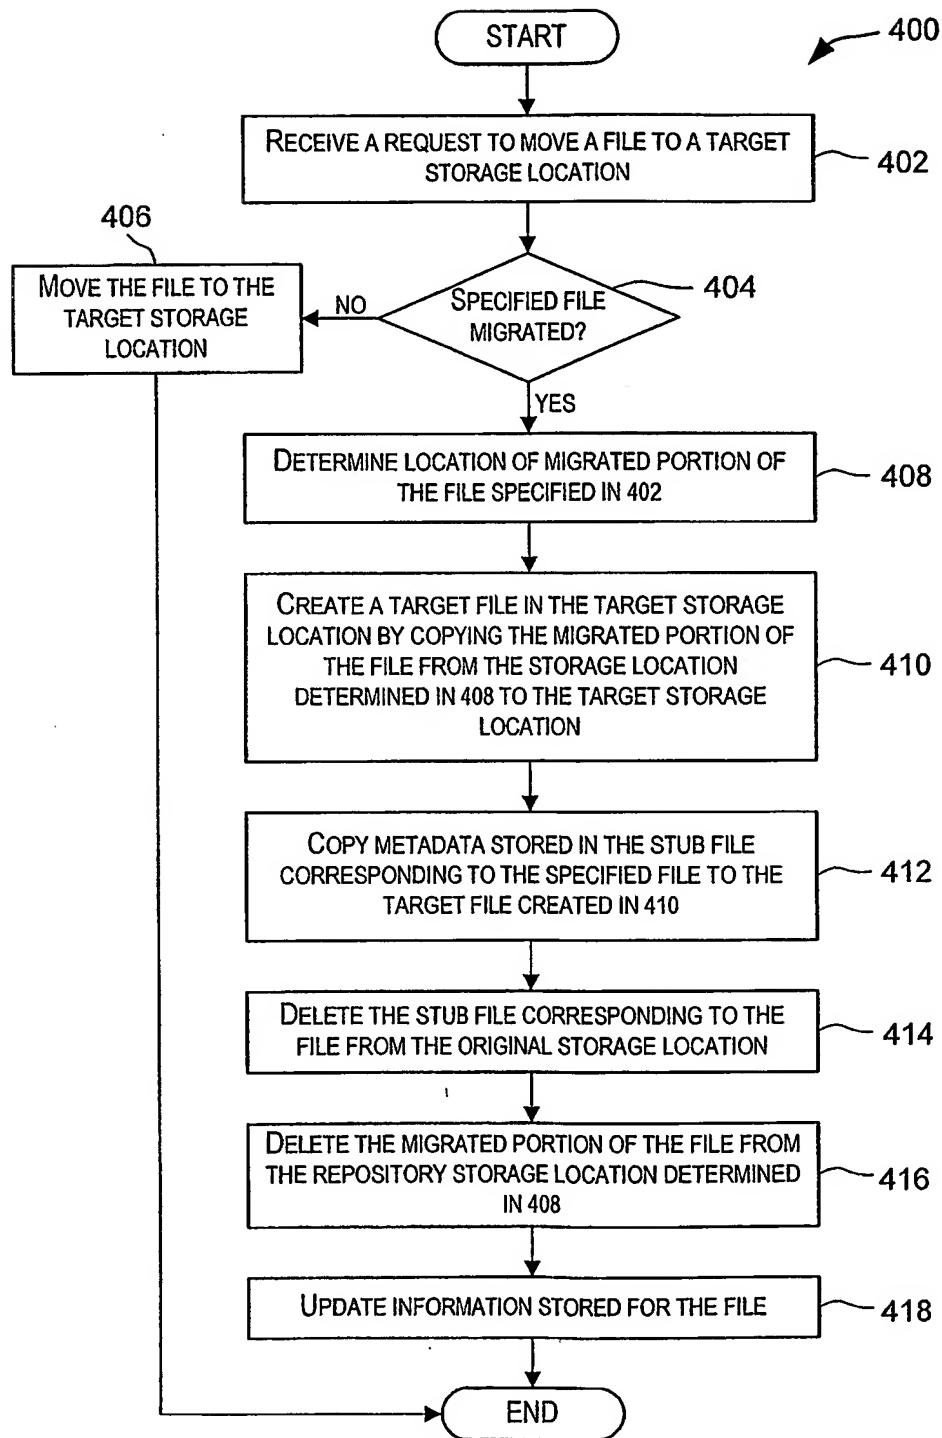 START
400
RECEIVE A REQUEST TO MOVE A FILE TO A TARGET
STORAGE LOCATION
402
406
MOVE THE FILE TO THE
TARGET STORAGE
LOCATION
NO
SPECIFIED FILE
MIGRATED?
404
YES
DETERMINE LOCATION OF MIGRATED PORTION OF
THE FILE SPECIFIED IN 402
408
CREATE A TARGET FILE IN THE TARGET STORAGE
LOCATION BY COPYING THE MIGRATED PORTION OF
THE FILE FROM THE STORAGE LOCATION
DETERMINED IN 408 TO THE TARGET STORAGE
LOCATION
410
COPY METADATA STORED IN THE STUB FILE
CORRESPONDING TO THE SPECIFIED FILE TO THE
TARGET FILE CREATED IN 410
412
DELETE THE STUB FILE CORRESPONDING TO THE
FILE FROM THE ORIGINAL STORAGE LOCATION
414
DELETE THE MIGRATED PORTION OF THE FILE FROM
THE REPOSITORY STORAGE LOCATION DETERMINED
IN 408
416
UPDATE INFORMATION STORED FOR THE FILE
418
END